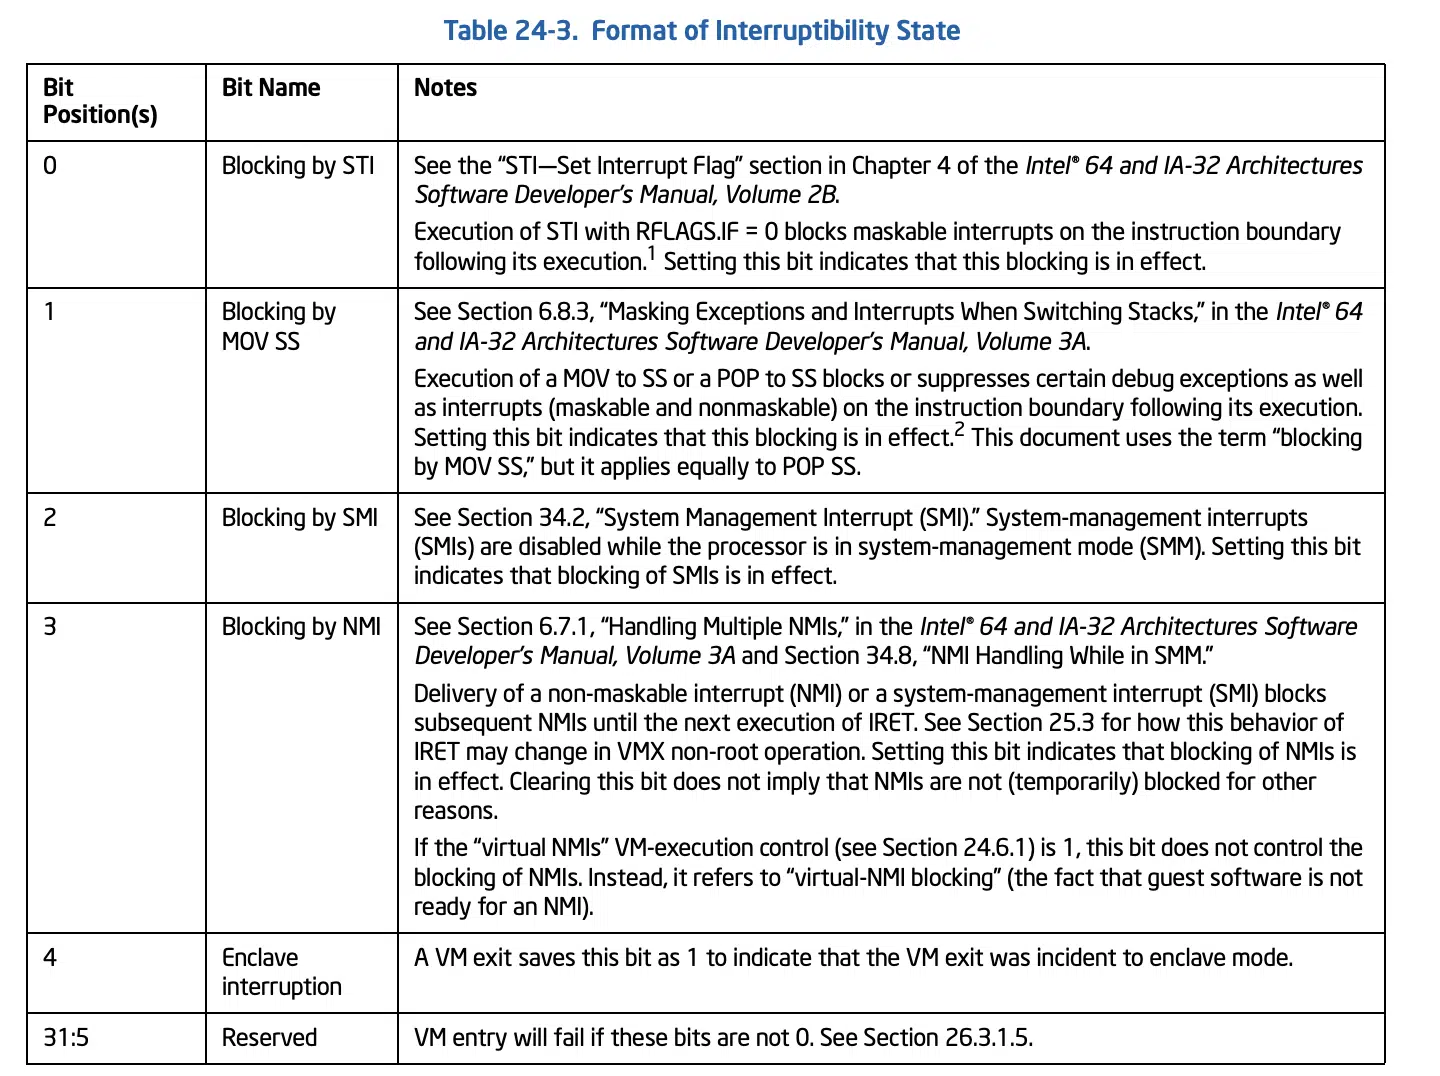 Table 24-3. Format of Interruptibility State
Bit
Position(s)
Bit Name
Notes
0
Blocking by STI
See the “STI—Set Interrupt Flag” section in Chapter 4 of the Intel® 64 and IA-32 Architectures
Software Developer’s Manual, Volume 2B.
Execution of STI with RFLAGS.IF = 0 blocks maskable interrupts on the instruction boundary
following its execution.1 Setting this bit indicates that this blocking is in effect.
1
Blocking by
MOV SS
See Section 6.8.3, “Masking Exceptions and Interrupts When Switching Stacks,” in the Intel® 64
and IA-32 Architectures Software Developer’s Manual, Volume 3A.
Execution of a MOV to SS or a POP to SS blocks or suppresses certain debug exceptions as well
as interrupts (maskable and nonmaskable) on the instruction boundary following its execution.
Setting this bit indicates that this blocking is in effect.2 This document uses the term “blocking
by MOV SS,” but it applies equally to POP SS.
2
Blocking by SMI
See Section 34.2, “System Management Interrupt (SMI).” System-management interrupts
(SMIs) are disabled while the processor is in system-management mode (SMM). Setting this bit
indicates that blocking of SMIs is in effect.
3
Blocking by NMI
See Section 6.7.1, “Handling Multiple NMIs,” in the Intel® 64 and IA-32 Architectures Software
Developer’s Manual, Volume 3A and Section 34.8, “NMI Handling While in SMM.”
Delivery of a non-maskable interrupt (NMI) or a system-management interrupt (SMI) blocks
subsequent NMIs until the next execution of IRET. See Section 25.3 for how this behavior of
IRET may change in VMX non-root operation. Setting this bit indicates that blocking of NMIs is
in effect. Clearing this bit does not imply that NMIs are not (temporarily) blocked for other
reasons.
If the “virtual NMIs” VM-execution control (see Section 24.6.1) is 1, this bit does not control the
blocking of NMIs. Instead, it refers to “virtual-NMI blocking” (the fact that guest software is not
ready for an NMI).
4
Enclave
interruption
A VM exit saves this bit as 1 to indicate that the VM exit was incident to enclave mode.
31:5
Reserved
VM entry will fail if these bits are not 0. See Section 26.3.1.5.